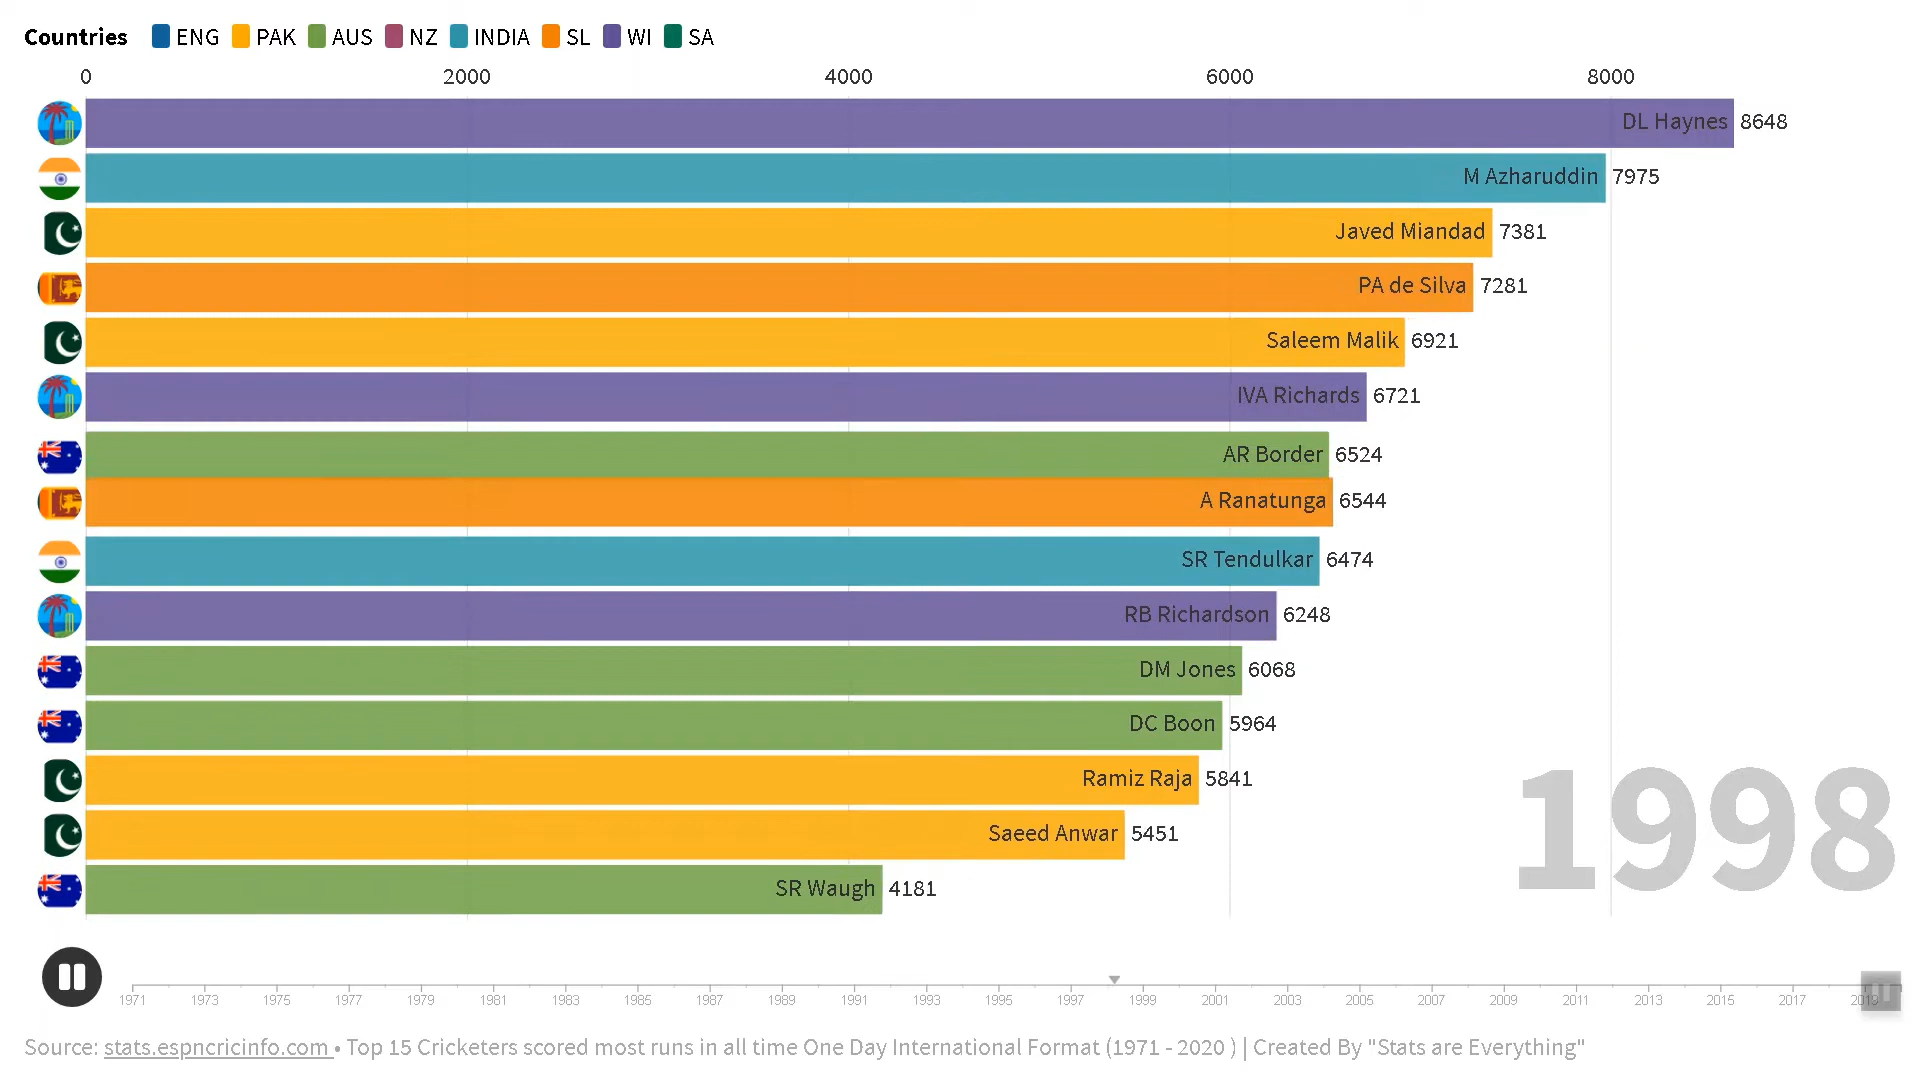 Countries ENG PAK AUS NZ INDIA SL WI SA
0 2000 4000 6000 8000
DL Haynes 8648
M Azharuddin 7975
Javed Miandad 7381
PA de Silva 7281
Saleem Malik 6921
IVA Richards 6721
AR Border 6524
A Ranatunga 6544
SR Tendulkar 6474
RB Richardson 6248
DM Jones 6068
DC Boon 5964
Ramiz Raja 5841
Saeed Anwar 5451
SR Waugh 4181
1998
1971 1973 1975 1977 1979 1981 1983 1985 1987 1989 1991 1993 1995 1997 1999 2001 2003 2005 2007 2009 2011 2013 2015 2017 2019
Source: stats.espncricinfo.com • Top 15 Cricketers scored most runs in all time One Day International Format (1971 - 2020 ) | Created By "Stats are Everything"